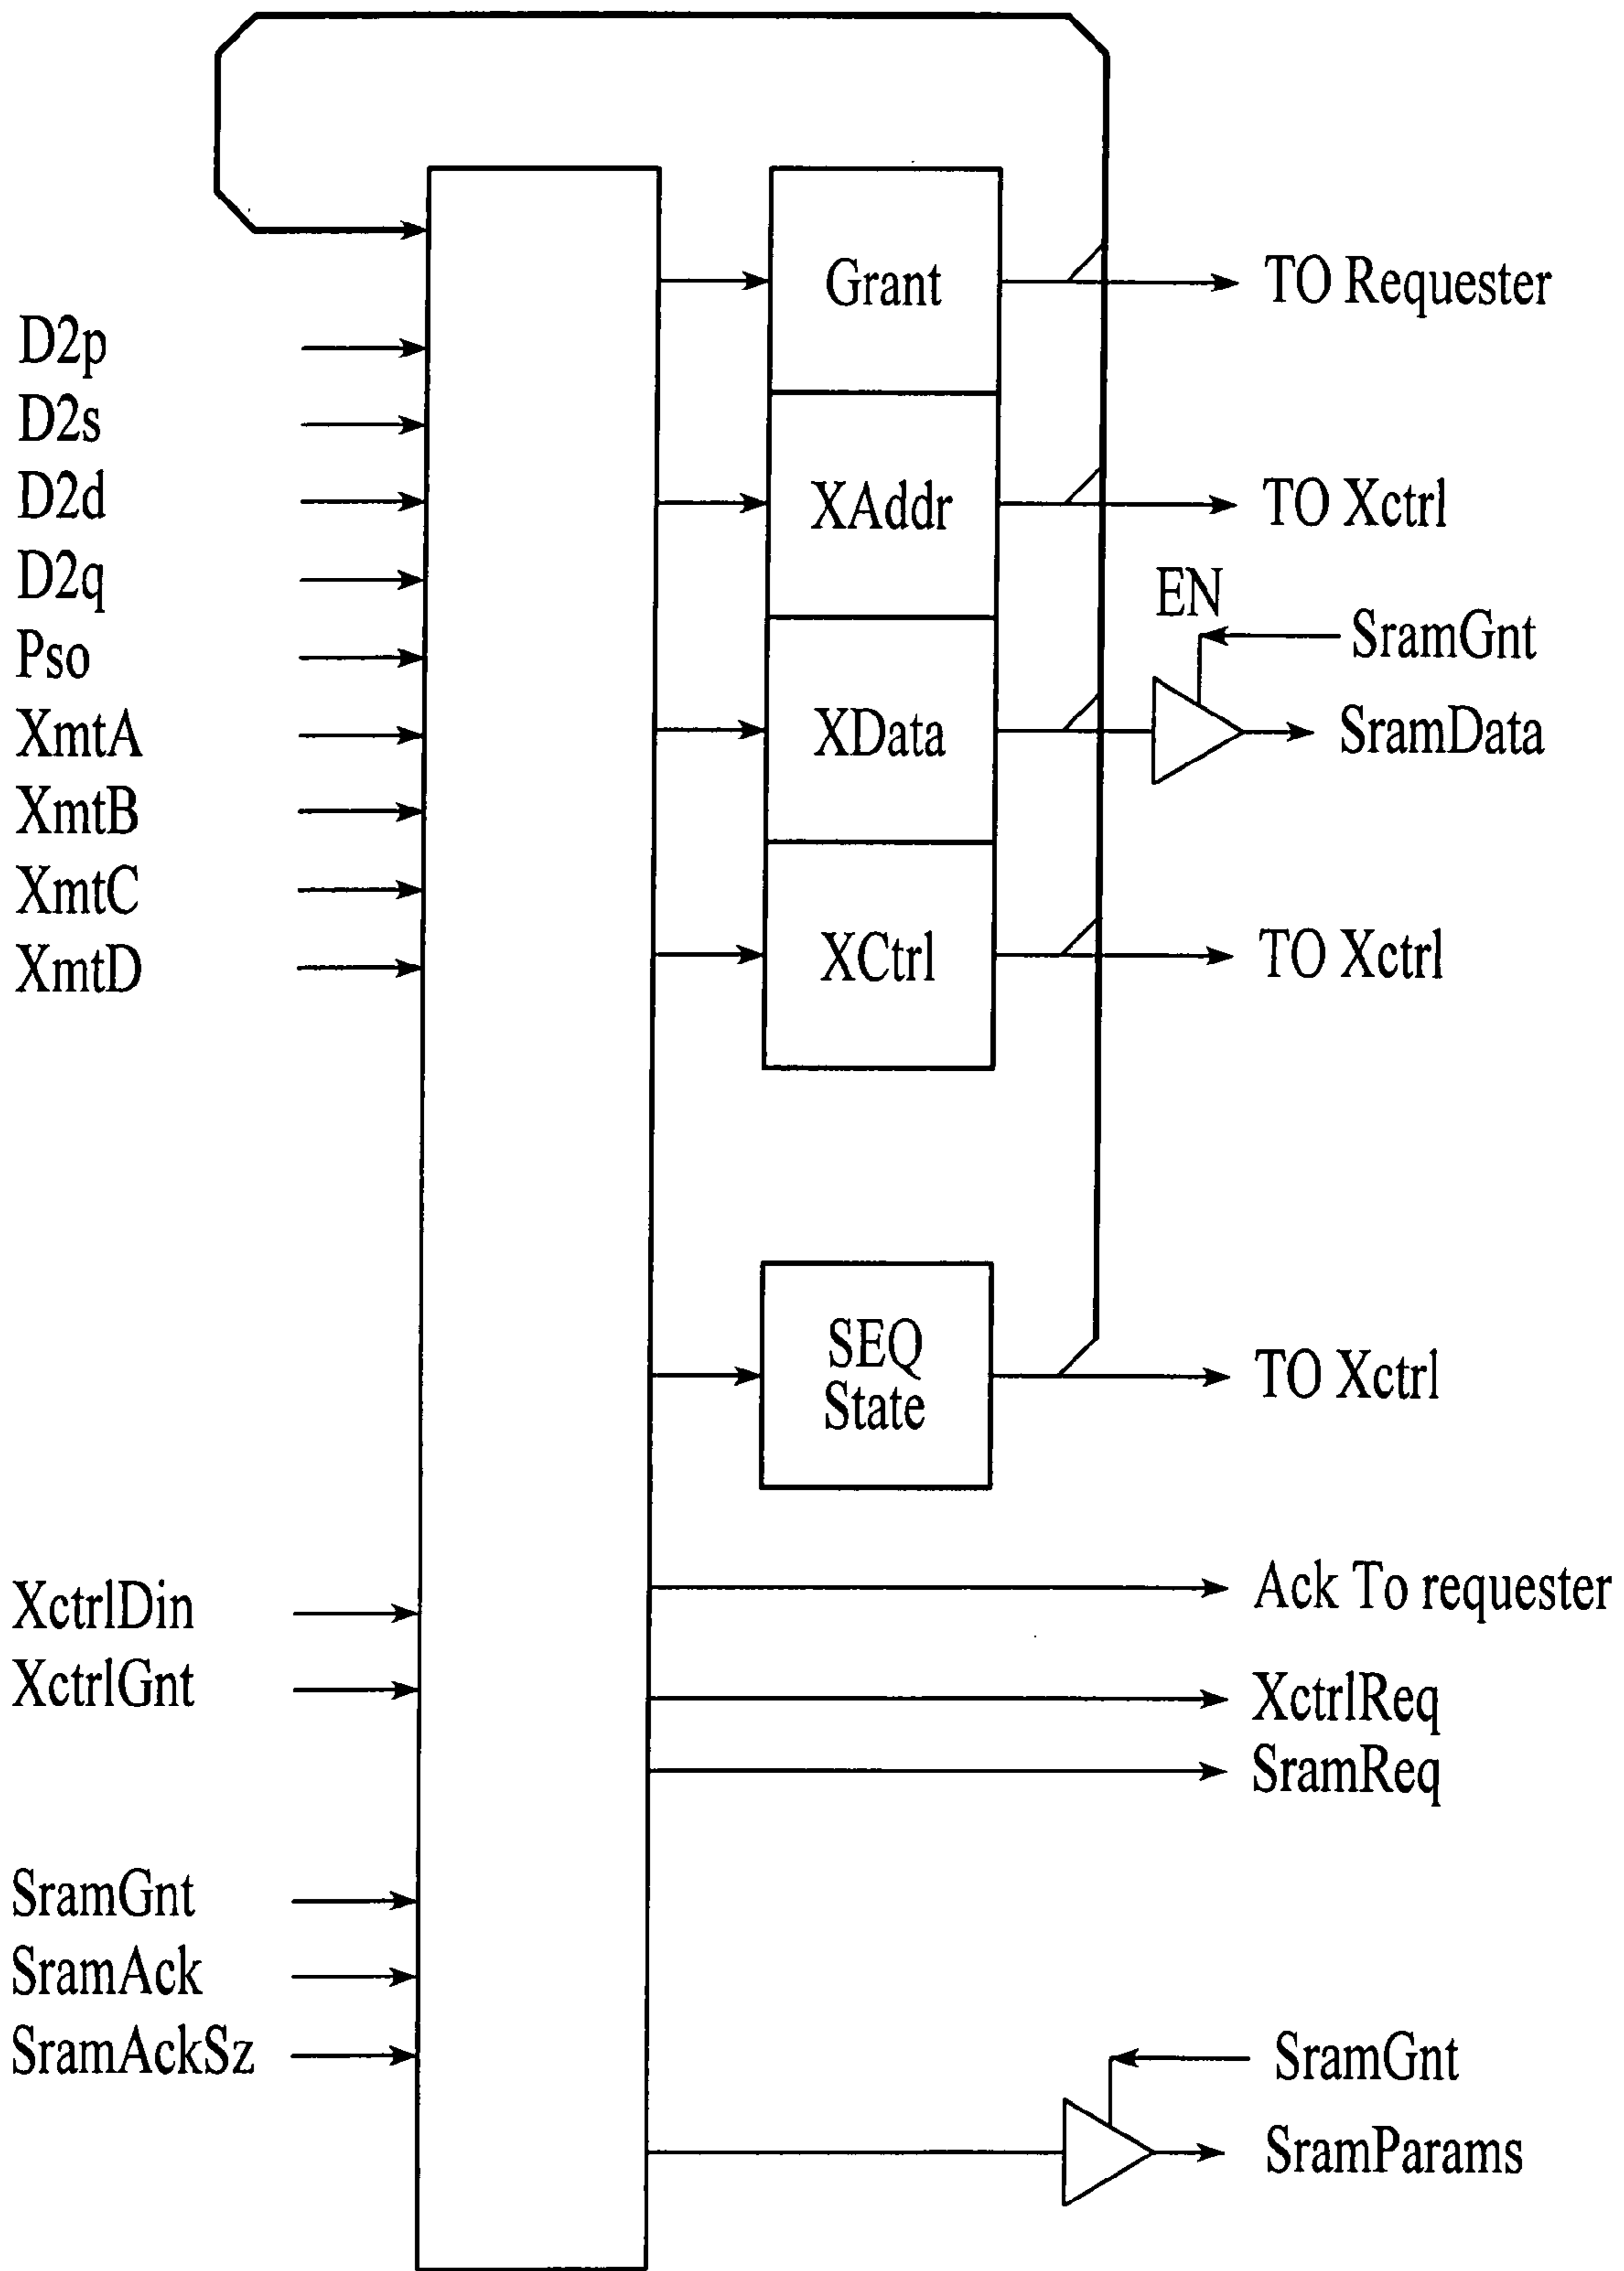 Grant
TO Requester
D2p
D2s
D2d
XAddr
TO Xctrl
D2q
EN
Pso
SramGnt
XmtA
XData
SramData
XmtB
XmtC
XmtD
XCtrl
TO Xctrl
SEQ
State
TO Xctrl
XctrlDin
Ack To requester
XctrlGnt
XctrlReq
SramReq
SramGnt
SramAck
SramAckSz
SramGnt
SramParams